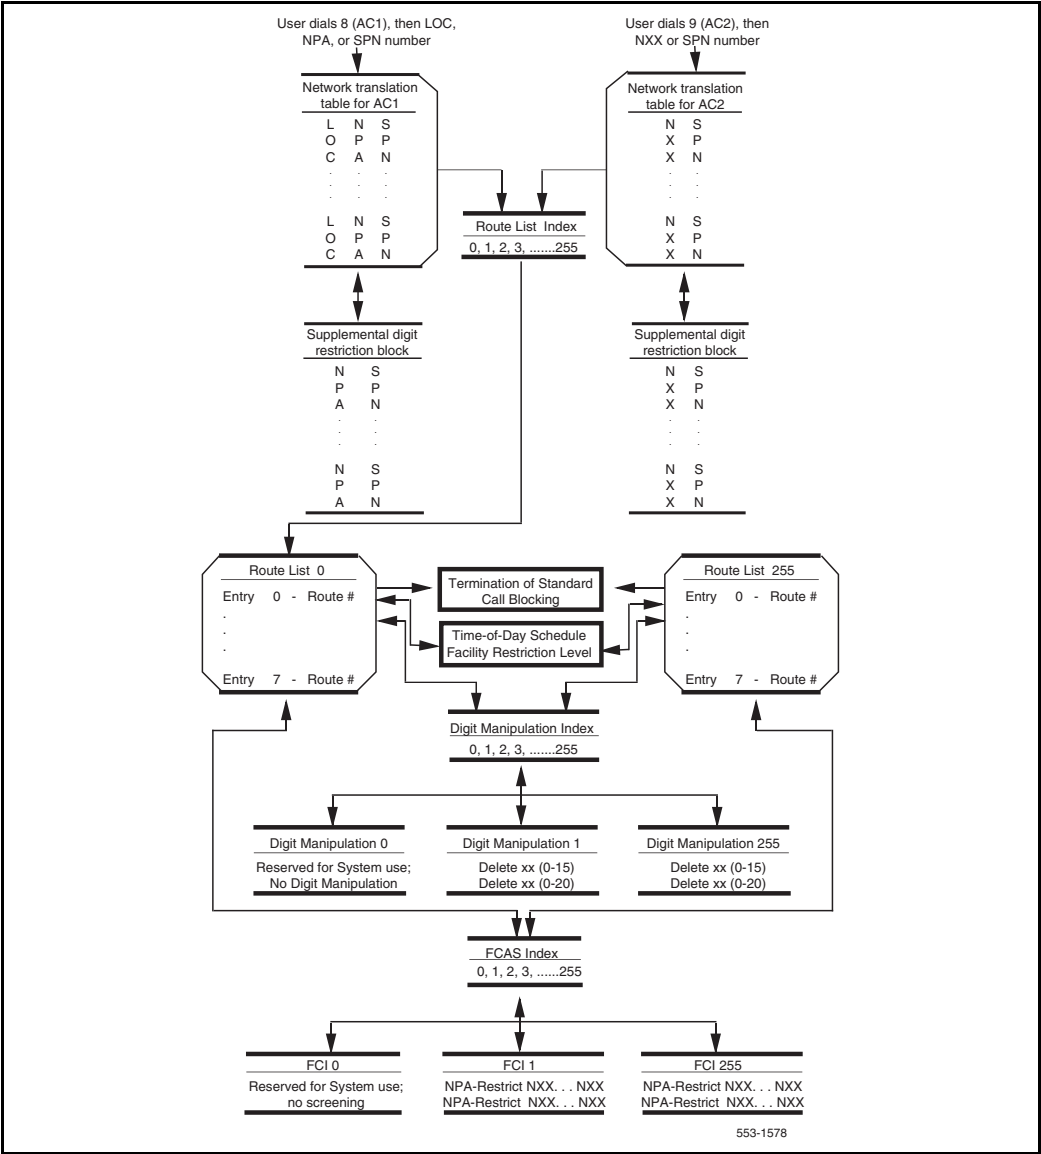 User dials 8 (AC1), then LOC,
NPA, or SPN number
User dials 9 (AC2), then
NXX or SPN number
Network translation
table for AC1
L N S
O P P
C A N
. . .
. . .
. . .
L N S
O P P
C A N
Network translation
table for AC2
N S
X P
X N
. .
. .
. .
N S
X P
X N
Route List Index
0, 1, 2, 3, .......255
Supplemental digit
restriction block
N S
P P
A N
. .
. .
. .
N S
P P
A N
Supplemental digit
restriction block
N S
X P
X N
. .
. .
. .
N S
X P
X N
Route List 0
Entry 0 - Route #
.
.
.
Entry 7 - Route #
Termination of Standard
Call Blocking
Time-of-Day Schedule
Facility Restriction Level
Route List 255
Entry 0 - Route #
.
.
.
Entry 7 - Route #
Digit Manipulation Index
0, 1, 2, 3, .......255
Digit Manipulation 0
Reserved for System use;
No Digit Manipulation
Digit Manipulation 1
Delete xx (0-15)
Delete xx (0-20)
Digit Manipulation 255
Delete xx (0-15)
Delete xx (0-20)
FCAS Index
0, 1, 2, 3, ......255
FCI 0
Reserved for System use;
no screening
FCI 1
NPA-Restrict NXX. . . NXX
NPA-Restrict NXX. . . NXX
FCI 255
NPA-Restrict NXX. . . NXX
NPA-Restrict NXX. . . NXX
553-1578